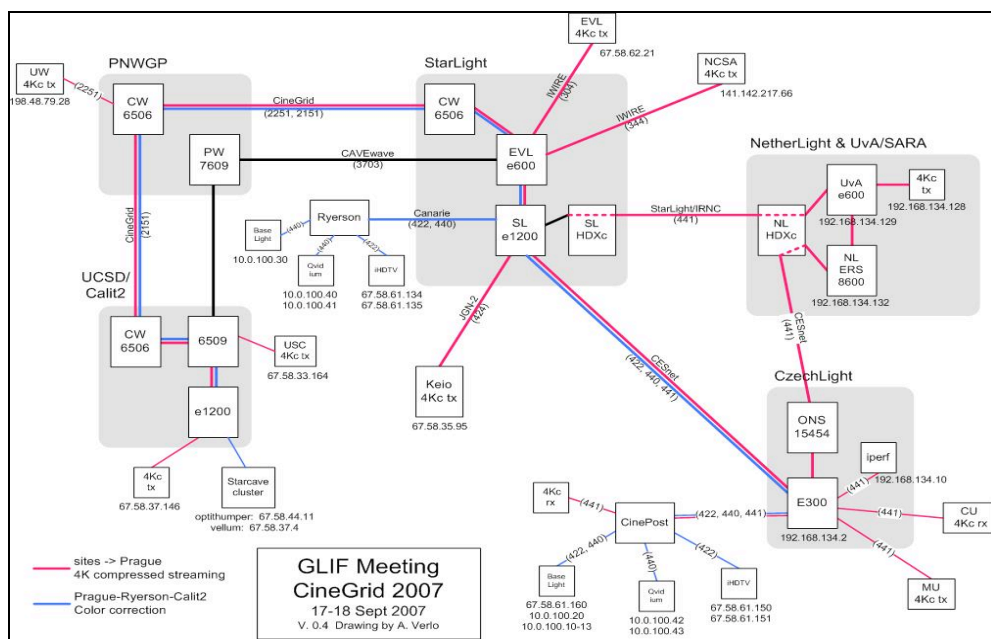 EVL
4Kc tx
67.58.62.21
UW
4Kc tx
198.48.79.28
(2251)
PNWGP
StarLight
NCSA
4Kc tx
141.142.217.66
CW
6506
CineGrid
(2251, 2151)
CW
6506
IWIRE
(304)
IWIRE
(344)
PW
7609
CAVEwave
(3703)
EVL
e600
NetherLight & UvA/SARA
UvA
e600
4Kc
tx
192.168.134.128
192.168.134.129
CineGrid
(2151)
Ryerson
Canarie
(422, 440)
SL
e1200
SL
HDXc
StarLight/IRNC
(441)
NL
HDXc
NL
ERS
8600
192.168.134.132
Base
Light
10.0.100.30
(440)
(440)
(422)
Qvid
ium
10.0.100.40
10.0.100.41
iHDTV
67.58.61.134
67.58.61.135
UCSD/
Calit2
JGN-2
(424)
CESnet
(422, 440, 441)
CESnet
(441)
CW
6506
6509
USC
4Kc tx
67.58.33.164
Keio
4Kc tx
67.58.35.95
CzechLight
ONS
15454
e1200
4Kc
tx
67.58.37.146
Starcave
cluster
optithumper: 67.58.44.11
vellum: 67.58.37.4
iperf
192.168.134.10
(441)
E300
192.168.134.2
(441)
CU
4Kc rx
(441)
MU
4Kc tx
4Kc
rx
(441)
CinePost
(422, 440, 441)
(422, 440)
(440)
(422)
Base
Light
67.58.61.160
10.0.100.20
10.0.100.10-13
Qvid
ium
10.0.100.42
10.0.100.43
iHDTV
67.58.61.150
67.58.61.151
sites -> Prague
4K compressed streaming
Prague-Ryerson-Calit2
Color correction
GLIF Meeting
CineGrid 2007
17-18 Sept 2007
V. 0.4 Drawing by A. Verlo